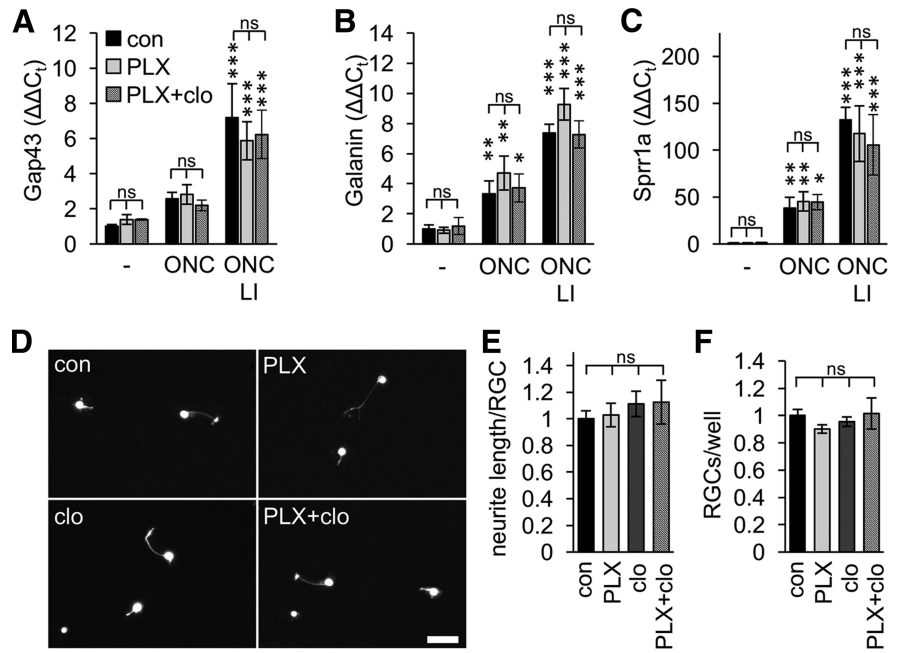 A
Gap43 (ΔΔCt)
12
10
8
6
4
2
0
con
PLX
PLX+clo
ns
ns
ns
***
***
***
-
ONC
ONC
LI
B
Galanin (ΔΔCt)
14
12
10
8
6
4
2
0
ns
ns
ns
**
**
*
***
***
***
-
ONC
ONC
LI
C
Sprr1a (ΔΔCt)
200
150
100
50
0
ns
ns
ns
**
**
*
***
***
***
-
ONC
ONC
LI
D
con
PLX
clo
PLX+clo
E
neurite length/RGC
1.4
1.2
1
0.8
0.6
0.4
0.2
0
ns
con
PLX
clo
PLX+clo
F
RGCs/well
1.4
1.2
1
0.8
0.6
0.4
0.2
0
ns
con
PLX
clo
PLX+clo